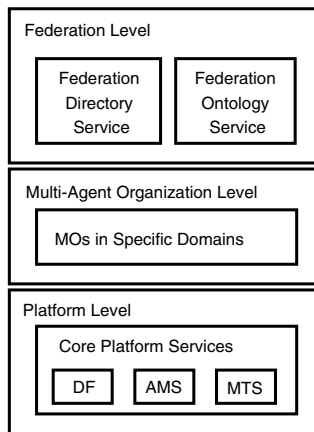 Federation Level
Federation
Directory
Service
Federation
Ontology
Service
Multi-Agent Organization Level
MOs in Specific Domains
Platform Level
Core Platform Services
DF
AMS
MTS